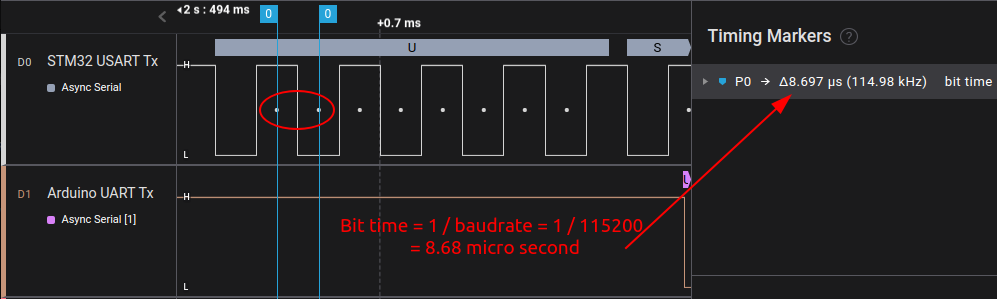 2 s : 494 ms
0
0
+0.7 ms
D0
STM32 USART Tx
Async Serial
H
L
U
S
D1
Arduino UART Tx
Async Serial [1]
H
L
Bit time = 1 / baudrate = 1 / 115200
= 8.68 micro second
Timing Markers ?
P0 → Δ8.697 µs (114.98 kHz) bit time